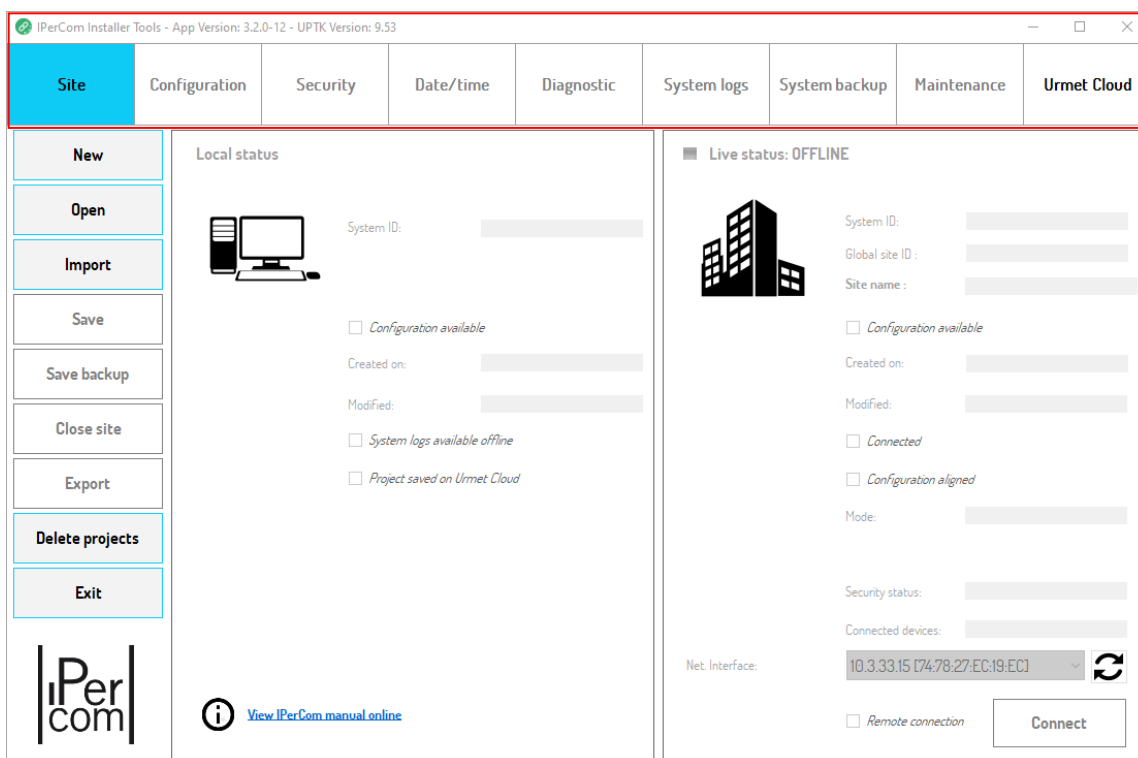 IPerCom Installer Tools - App Version: 3.2.0-12 - UPTK Version: 9.53
Site
Configuration
Security
Date/time
Diagnostic
System logs
System backup
Maintenance
Urmet Cloud
New
Open
Import
Save
Save backup
Close site
Export
Delete projects
Exit
IPer
com
Local status
System ID:
Configuration available
Created on:
Modified:
System logs available offline
Project saved on Urmet Cloud
View IPerCom manual online
Live status: OFFLINE
System ID:
Global site ID :
Site name :
Configuration available
Created on:
Modified:
Connected
Configuration aligned
Mode:
Security status:
Connected devices:
Net. Interface:
10.3.33.15 [74:78:27:EC:19:EC]
Remote connection
Connect